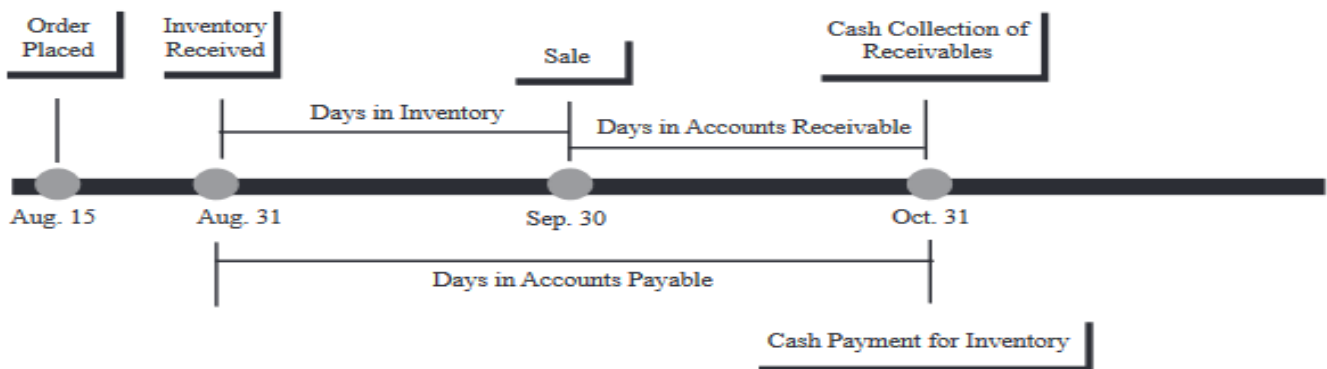 Order
Placed
Inventory
Received
Sale
Cash Collection of
Receivables
Days in Inventory
Days in Accounts Receivable
Aug. 15
Aug. 31
Sep. 30
Oct. 31
Days in Accounts Payable
Cash Payment for Inventory